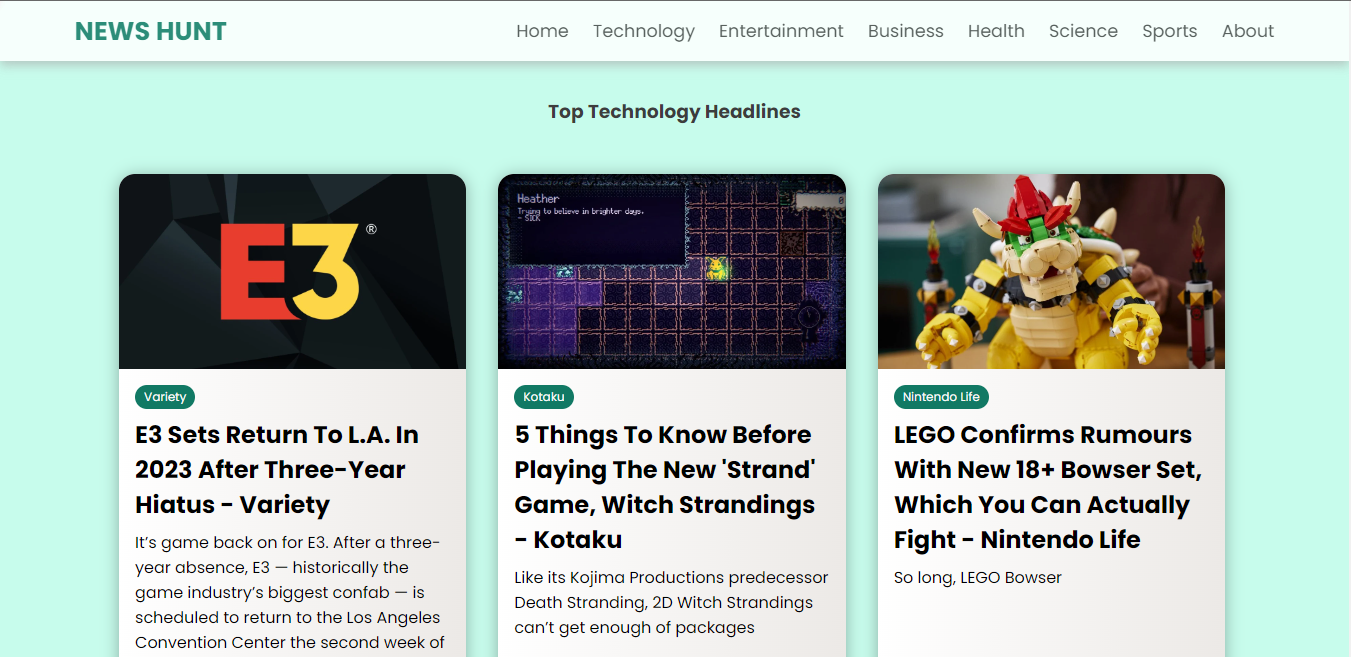 NEWS HUNT
Home Technology Entertainment Business Health Science Sports About
Top Technology Headlines
E3®
Heather
Trying to believe in brighter days.
- SICK
0
Variety
E3 Sets Return To L.A. In
2023 After Three-Year
Hiatus - Variety
It’s game back on for E3. After a three-
year absence, E3 — historically the
game industry’s biggest confab — is
scheduled to return to the Los Angeles
Convention Center the second week of
Kotaku
5 Things To Know Before
Playing The New 'Strand'
Game, Witch Strandings
- Kotaku
Like its Kojima Productions predecessor
Death Stranding, 2D Witch Strandings
can’t get enough of packages
Nintendo Life
LEGO Confirms Rumours
With New 18+ Bowser Set,
Which You Can Actually
Fight - Nintendo Life
So long, LEGO Bowser